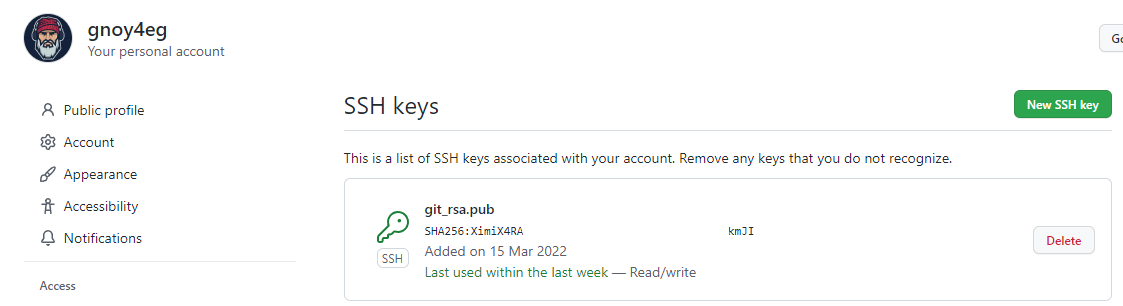 gnoy4eg
Your personal account
Go
Public profile
Account
Appearance
Accessibility
Notifications
Access
SSH keys
New SSH key
This is a list of SSH keys associated with your account. Remove any keys that you do not recognize.
git_rsa.pub
SHA256:XimiX4RA kmJI
Added on 15 Mar 2022
Last used within the last week — Read/write
SSH
Delete